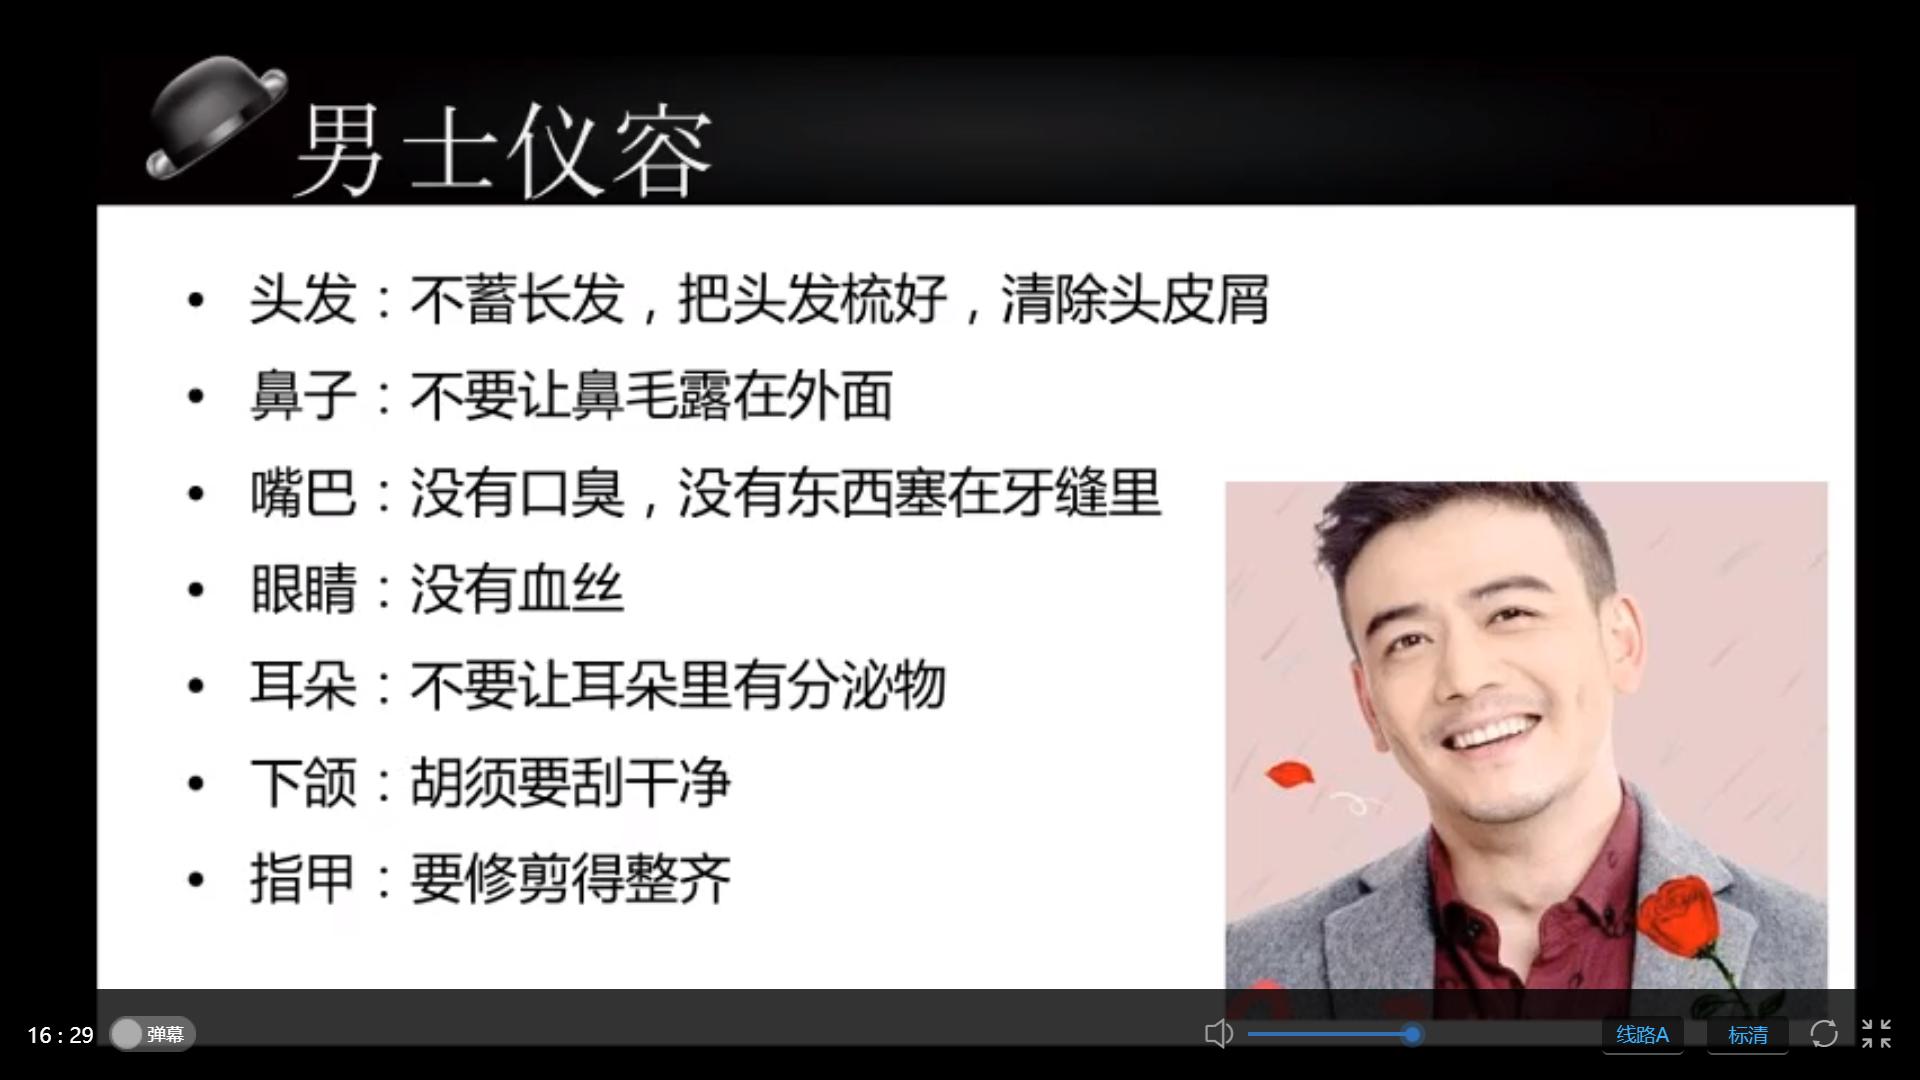 男士仪容
• 头发：不蓄长发，把头发梳好，清除头皮屑
• 鼻子：不要让鼻毛露在外面
• 嘴巴：没有口臭，没有东西塞在牙缝里
• 眼睛：没有血丝
• 耳朵：不要让耳朵里有分泌物
• 下颌：胡须要刮干净
• 指甲：要修剪得整齐
16 : 29 弹幕 线路A 标清